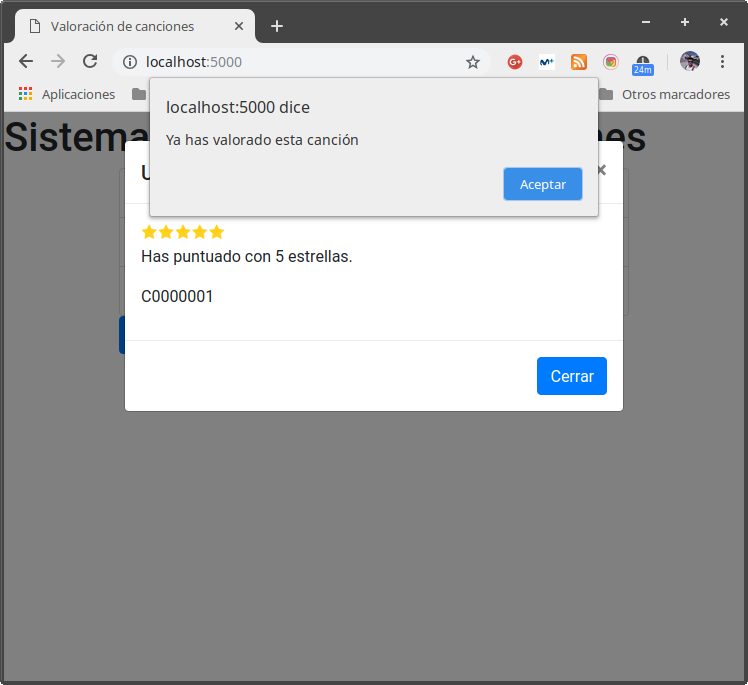 Valoración de canciones
localhost:5000
24m
Aplicaciones
Otros marcadores
localhost:5000 dice
Ya has valorado esta canción
Aceptar
Has puntuado con 5 estrellas.
C0000001
Cerrar
Sistema